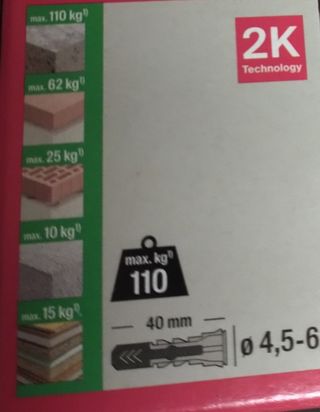 max. 110 kg¹⁾
2K
Technology
max. 62 kg¹⁾
max. 25 kg¹⁾
max. 10 kg¹⁾
max. 15 kg¹⁾.
max. kg¹⁾
110
40 mm
ø 4,5-6